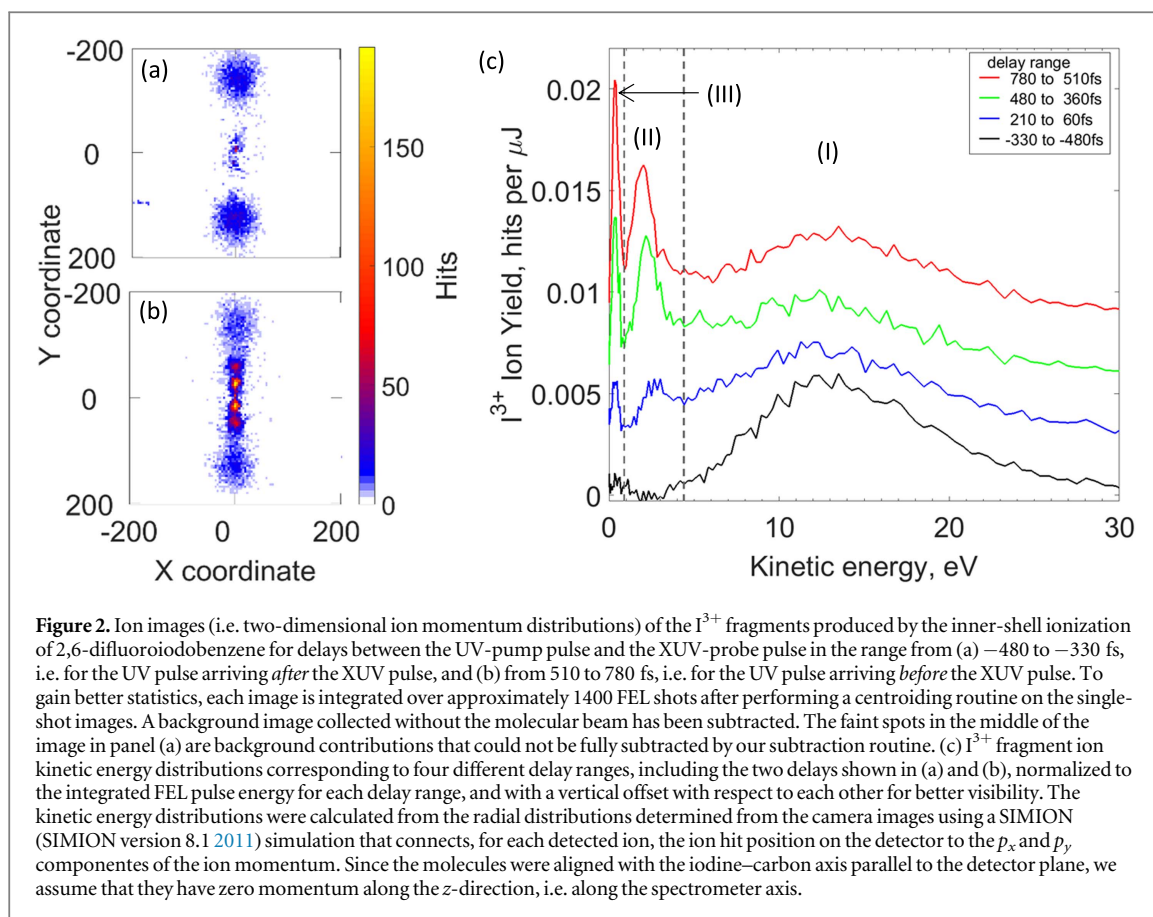 -200
(a)
0
200
-200
(b)
0
200
-200
0
200
X coordinate
Y coordinate
150
100
50
0
Hits
(c)
delay range
780 to 510fs
480 to 360fs
210 to 60fs
-330 to -480fs
(III)
(II)
(I)
0.02
0.015
0.01
0.005
0
I3+ Ion Yield, hits per μJ
0
10
20
30
Kinetic energy, eV
Figure 2. Ion images (i.e. two-dimensional ion momentum distributions) of the I3+ fragments produced by the inner-shell ionization
of 2,6-difluoroiodobenzene for delays between the UV-pump pulse and the XUV-probe pulse in the range from (a) −480 to −330 fs,
i.e. for the UV pulse arriving after the XUV pulse, and (b) from 510 to 780 fs, i.e. for the UV pulse arriving before the XUV pulse. To
gain better statistics, each image is integrated over approximately 1400 FEL shots after performing a centroiding routine on the single-
shot images. A background image collected without the molecular beam has been subtracted. The faint spots in the middle of the
image in panel (a) are background contributions that could not be fully subtracted by our subtraction routine. (c) I3+ fragment ion
kinetic energy distributions corresponding to four different delay ranges, including the two delays shown in (a) and (b), normalized to
the integrated FEL pulse energy for each delay range, and with a vertical offset with respect to each other for better visibility. The
kinetic energy distributions were calculated from the radial distributions determined from the camera images using a SIMION
(SIMION version 8.1 2011) simulation that connects, for each detected ion, the ion hit position on the detector to the px and py
componentes of the ion momentum. Since the molecules were aligned with the iodine–carbon axis parallel to the detector plane, we
assume that they have zero momentum along the z-direction, i.e. along the spectrometer axis.